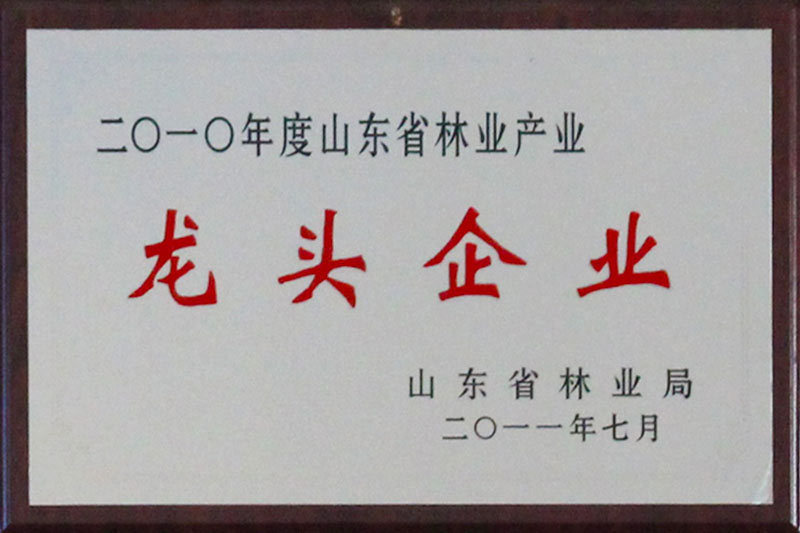 二〇一〇年度山东省林业产业
龙头企业
山东省林业局
二〇一一年七月